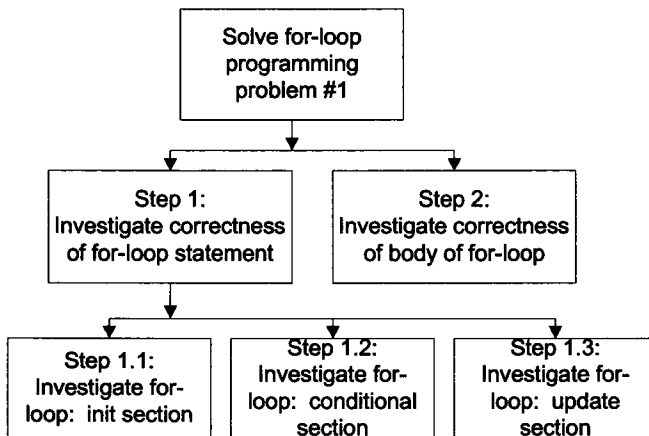 Solve for-loop
programming
problem #1
Step 1:
Investigate correctness
of for-loop statement
Step 2:
Investigate correctness
of body of for-loop
Step 1.1:
Investigate for-
loop: init section
Step 1.2:
Investigate for-
loop: conditional
section
Step 1.3:
Investigate for-
loop: update
section